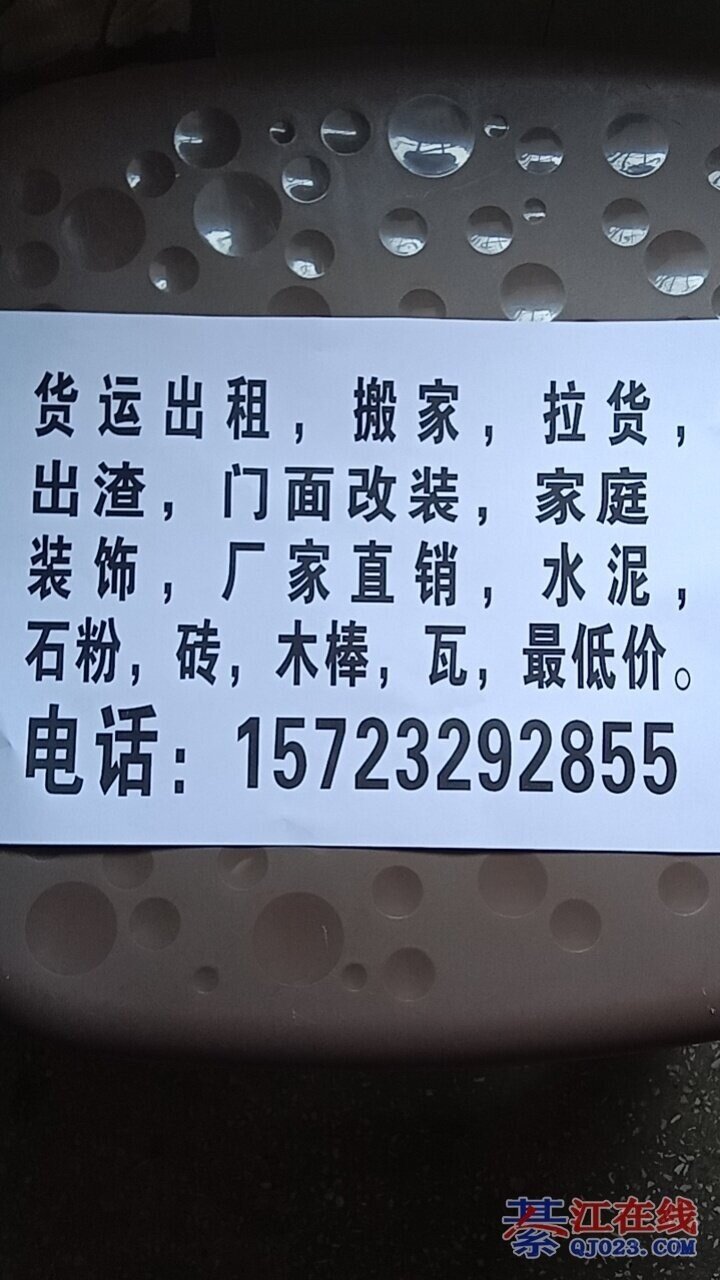 货运出租，搬家，拉货，
出渣，门面改装，家庭
装饰，厂家直销，水泥，
石粉，砖，木棒，瓦，最低价。
电话：15723292855
綦江在线
QJ023.COM